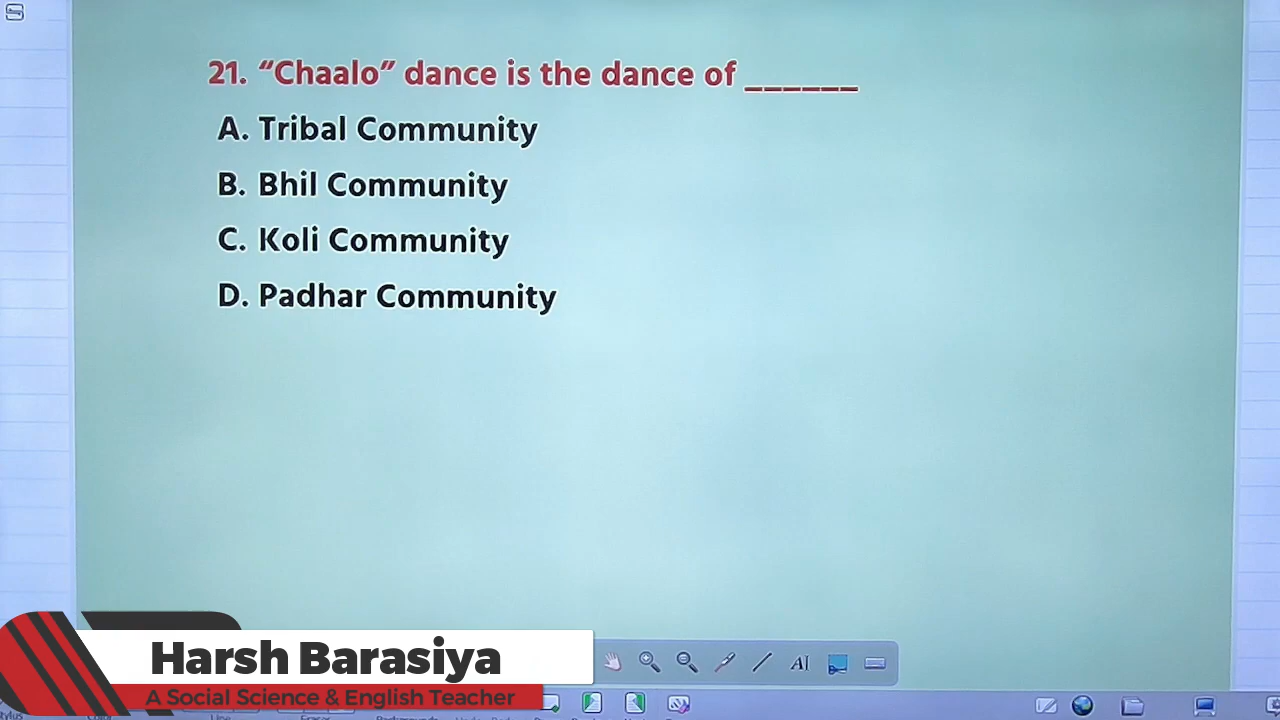 21. “Chaalo” dance is the dance of ______
A. Tribal Community
B. Bhil Community
C. Koli Community
D. Padhar Community
AI
Harsh Barasiya
A Social Science & English Teacher